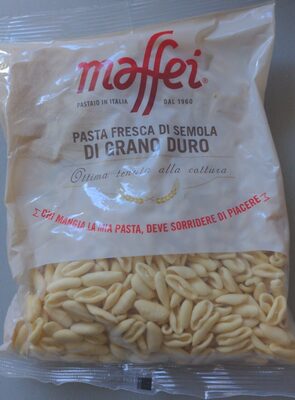 maffei®
PASTAIO IN ITALIA DAL 1960
PASTA FRESCA DI SEMOLA
DI GRANO DURO
Ottima tenuta alla cottura
CHI MANGIA LA MIA PASTA, DEVE SORRIDERE DI PIACERE